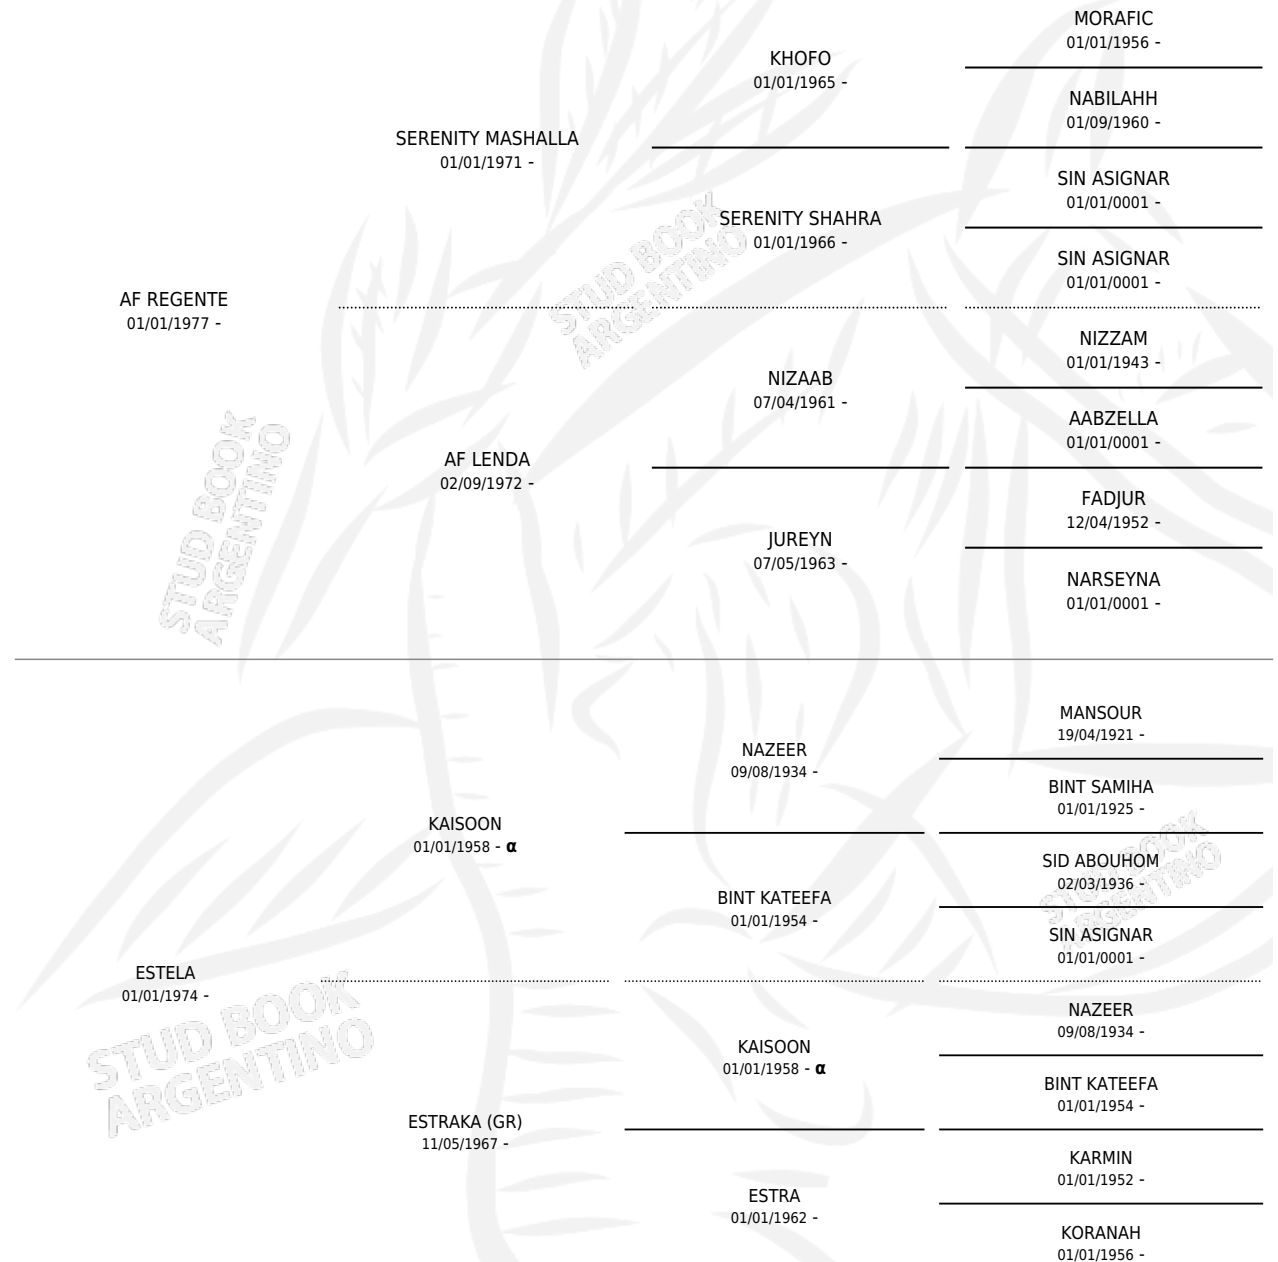 MORAFIC
01/01/1956 -
KHOFO
01/01/1965 -
NABILAHH
01/09/1960 -
SERENITY MASHALLA
01/01/1971 -
SIN ASIGNAR
01/01/0001 -
SERENITY SHAHRA
01/01/1966 -
SIN ASIGNAR
01/01/0001 -
STUD BOOK
ARGENTINO
AF REGENTE
01/01/1977 -
NIZZAM
01/01/1943 -
NIZAAB
07/04/1961 -
AABZELLA
01/01/0001 -
AF LENDA
02/09/1972 -
FADJUR
12/04/1952 -
JUREYN
07/05/1963 -
NARSEYNA
01/01/0001 -
STUD BOOK
ARGENTINO
MANSOUR
19/04/1921 -
NAZEER
09/08/1934 -
BINT SAMIHA
01/01/1925 -
KAISOON
01/01/1958 - α
SID ABOUHOM
02/03/1936 -
BINT KATEEFA
01/01/1954 -
SIN ASIGNAR
01/01/0001 -
STUD BOOK
ARGENTINO
ESTELA
01/01/1974 -
NAZEER
09/08/1934 -
KAISOON
01/01/1958 - α
BINT KATEEFA
01/01/1954 -
STUD BOOK
ARGENTINO
ESTRAKA (GR)
11/05/1967 -
KARMIN
01/01/1952 -
ESTRA
01/01/1962 -
KORANAH
01/01/1956 -